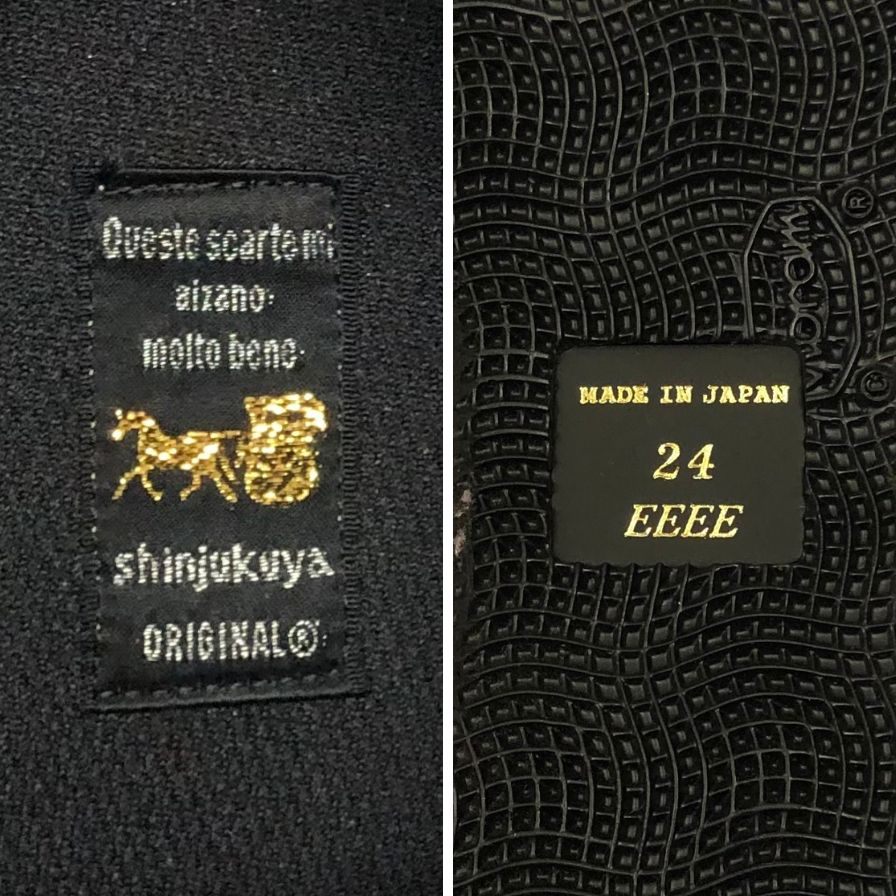 Queste scarte mi
aizano
molto bene
shinjukuya
ORIGINAL®
MADE IN JAPAN
24
EEEE